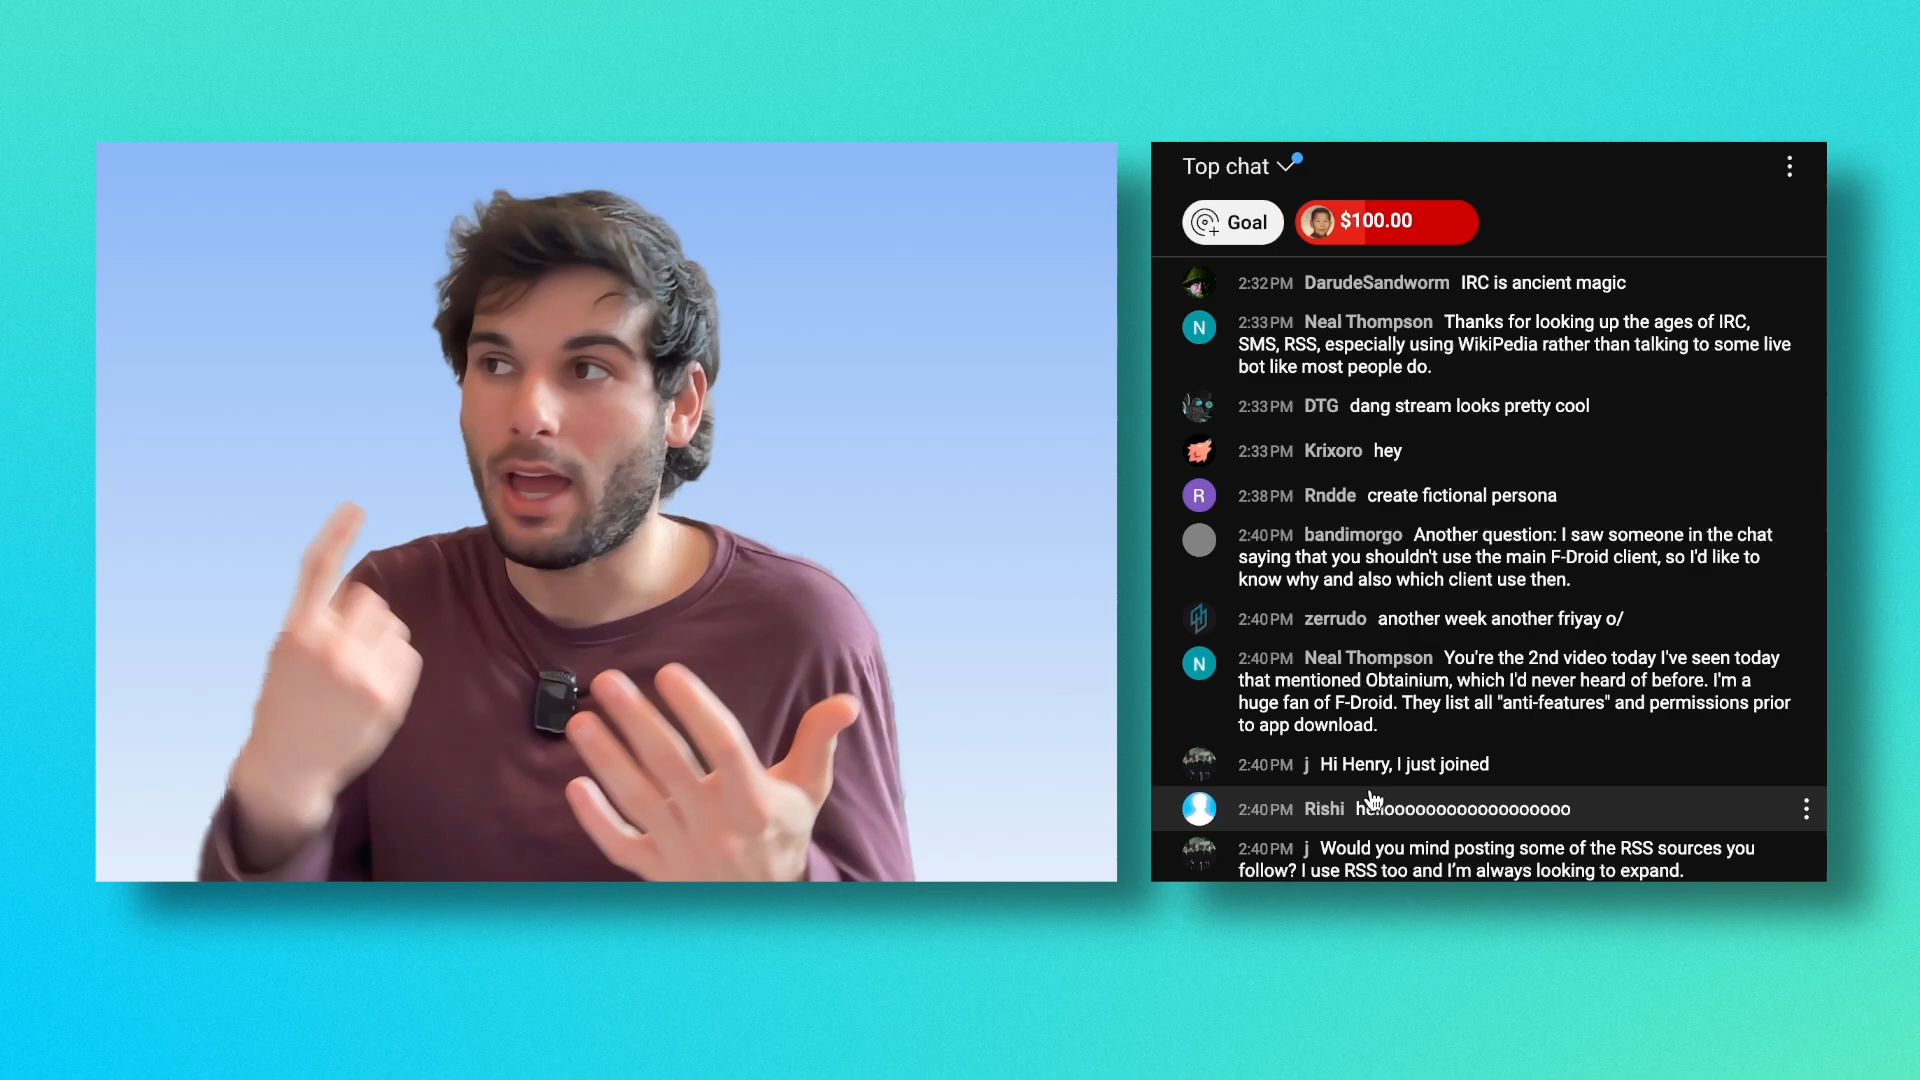 Top chat
Goal
$100.00
2:32 PM DarudeSandworm IRC is ancient magic
N
2:33 PM Neal Thompson Thanks for looking up the ages of IRC,
SMS, RSS, especially using WikiPedia rather than talking to some live
bot like most people do.
2:33 PM DTG dang stream looks pretty cool
2:33 PM Krixoro hey
R
2:38 PM Rndde create fictional persona
2:40 PM bandimorgo Another question: I saw someone in the chat
saying that you shouldn't use the main F-Droid client, so I'd like to
know why and also which client use then.
2:40 PM zerrudo another week another friyay o/
N
2:40 PM Neal Thompson You're the 2nd video today I've seen today
that mentioned Obtainium, which I'd never heard of before. I'm a
huge fan of F-Droid. They list all "anti-features" and permissions prior
to app download.
2:40 PM j Hi Henry, I just joined
2:40 PM Rishi
2:40 PM j Would you mind posting some of the RSS sources you
follow? I use RSS too and I'm always looking to expand.